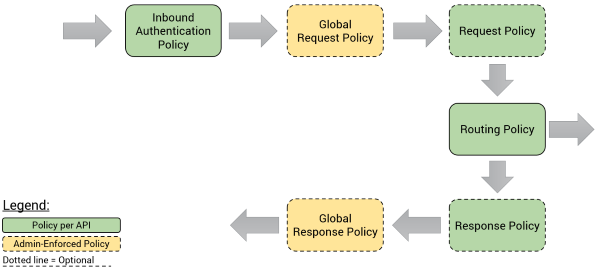 Inbound
Authentication
Policy
Global
Request Policy
Request Policy
Routing Policy
Global
Response Policy
Response Policy
Legend:
Policy per API
Admin-Enforced Policy
Dotted line = Optional